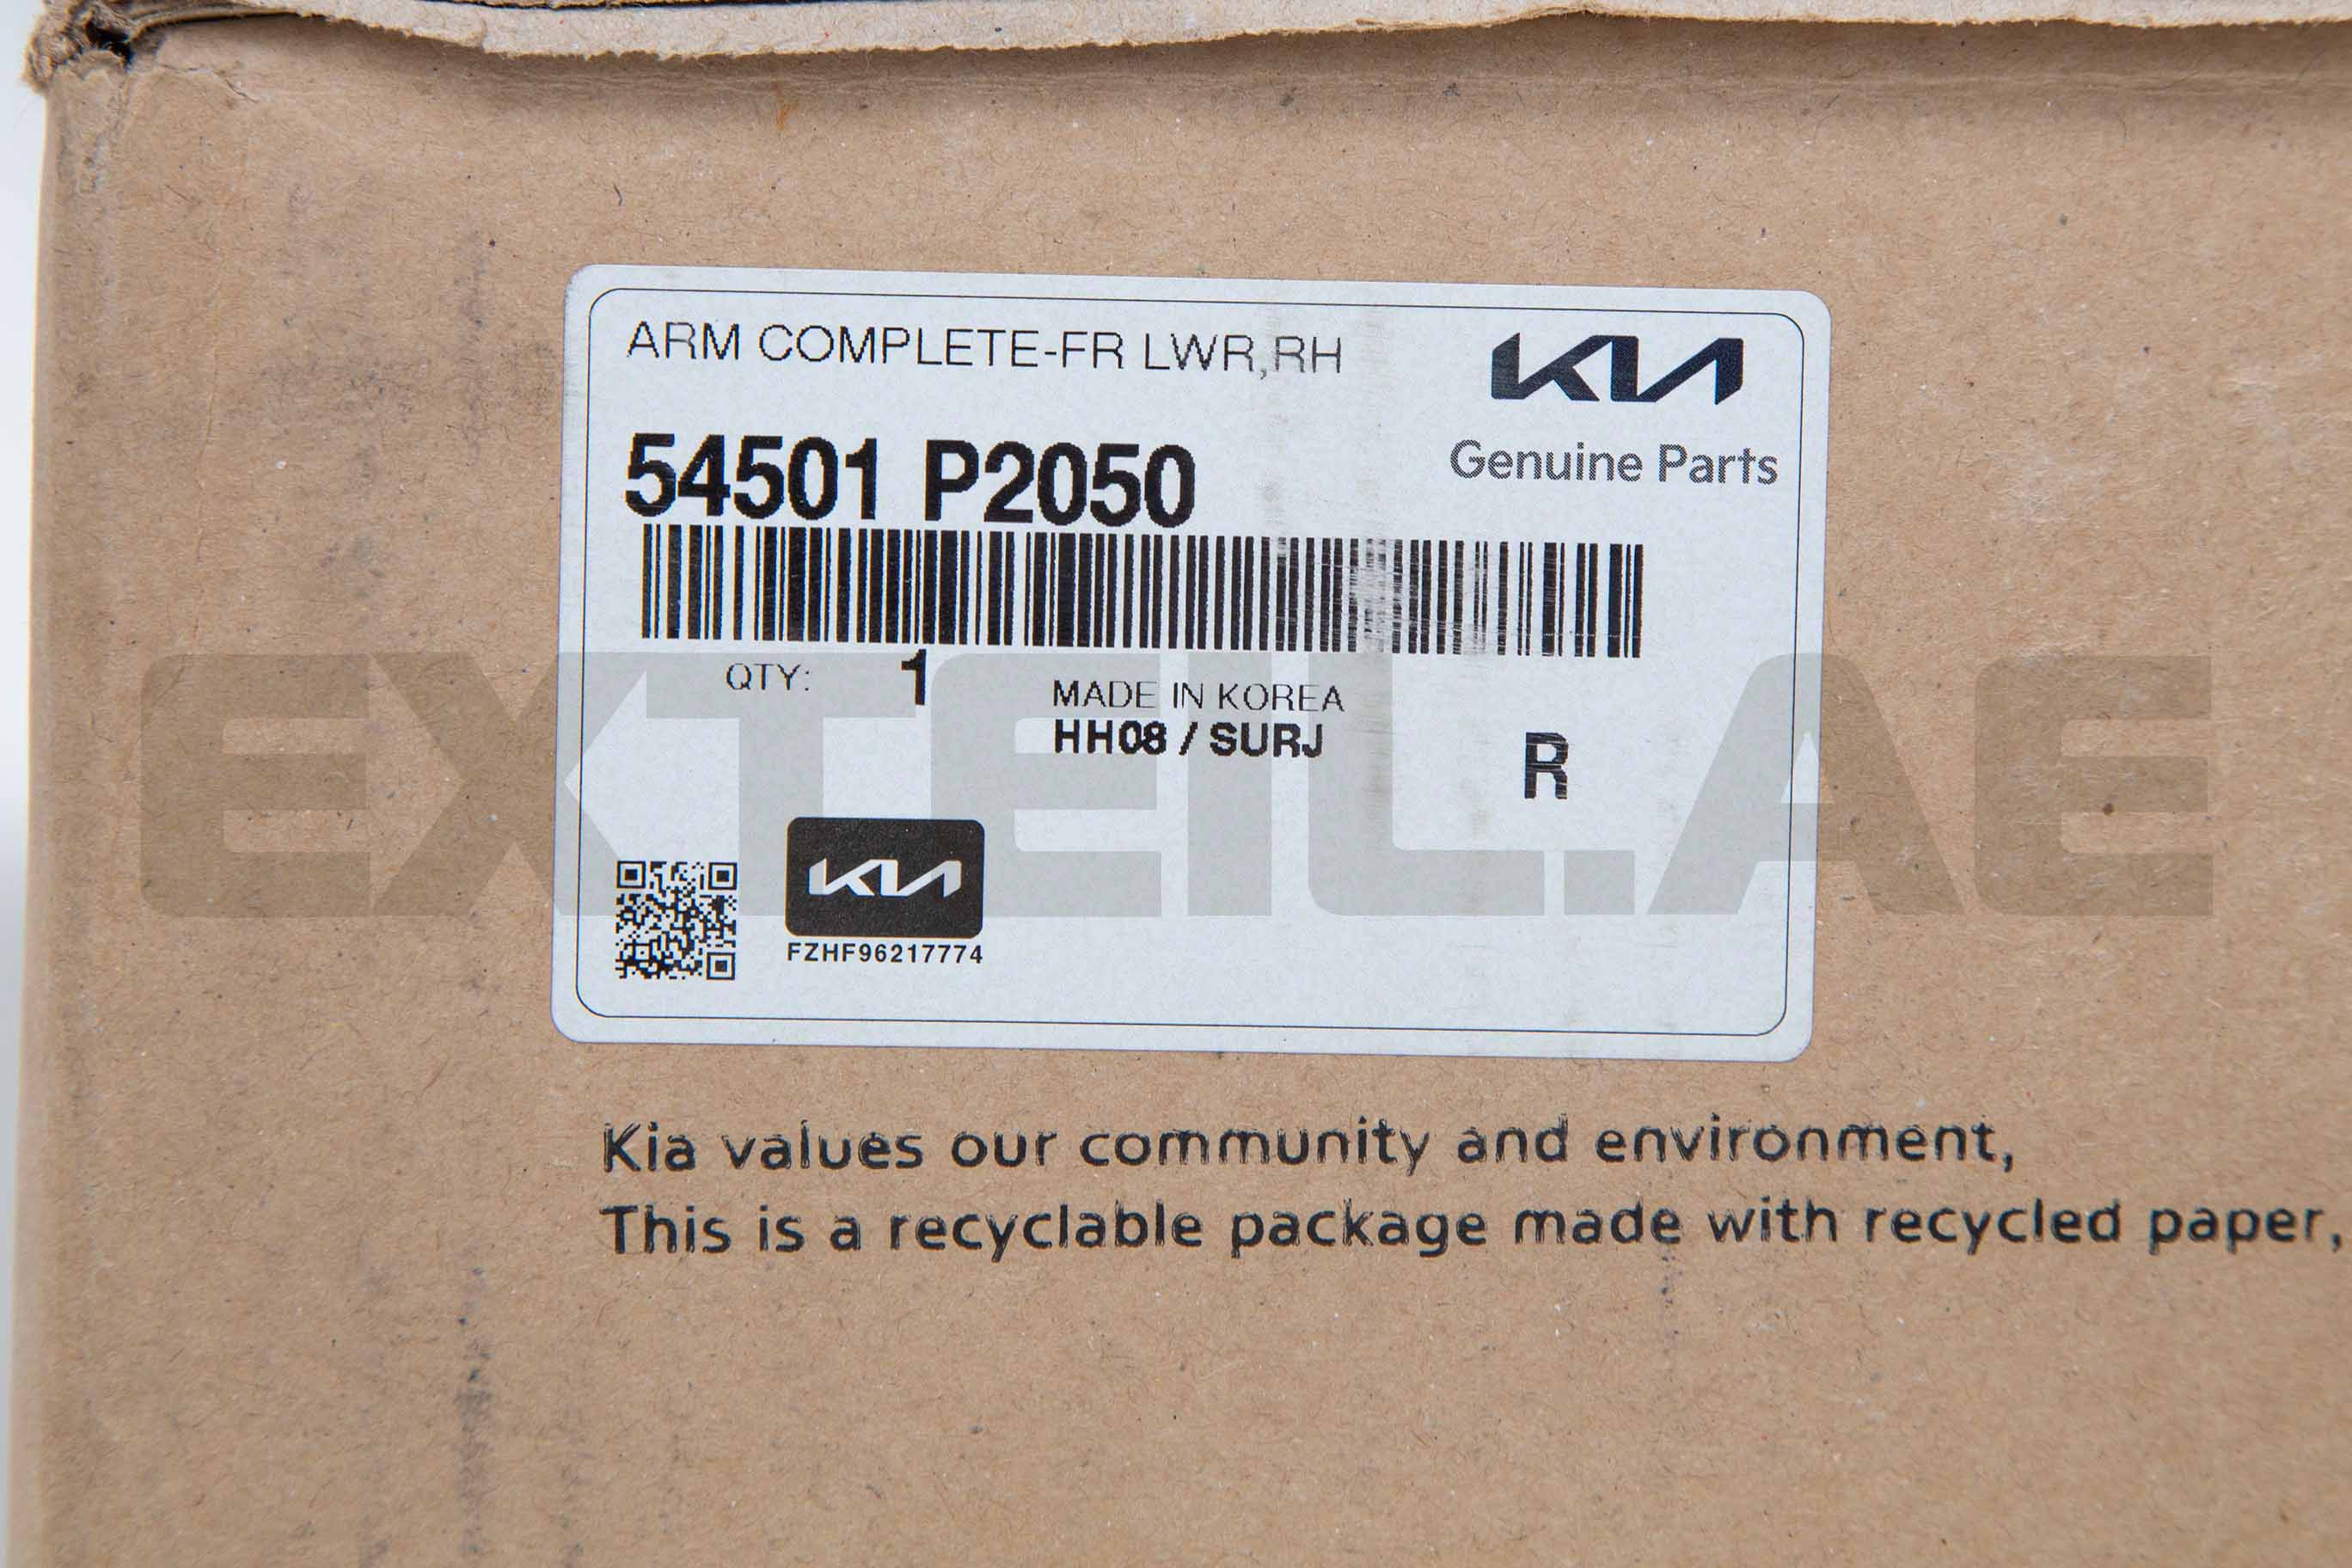 ARM COMPLETE-FR LWR,RH
KIA
Genuine Parts
54501 P2050
QTY: 1
MADE IN KOREA
HH08 / SURJ
R
KIA
FZHF96217774
EXTEIL.AE
Kia values our community and environment,
This is a recyclable package made with recycled paper,